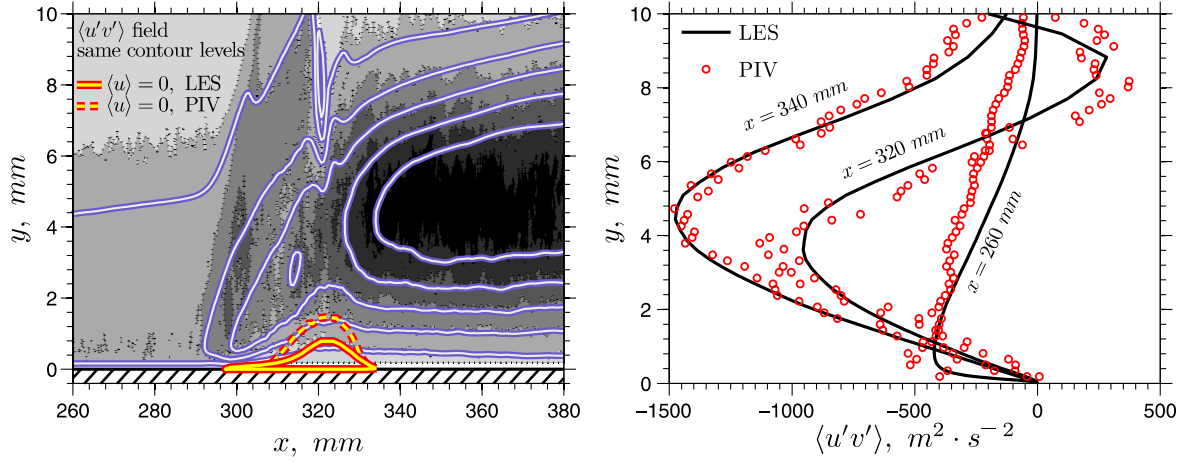 ⟨u′v′⟩ field
same contour levels
⟨u⟩ = 0, LES
⟨u⟩ = 0, PIV
10
8
6
4
2
0
y, mm
260
280
300
320
340
360
380
x, mm
LES
PIV
x = 340 mm
x = 320 mm
x = 260 mm
10
8
6
4
2
0
y, mm
−1500
−1000
−500
0
500
⟨u′v′⟩, m² · s⁻²